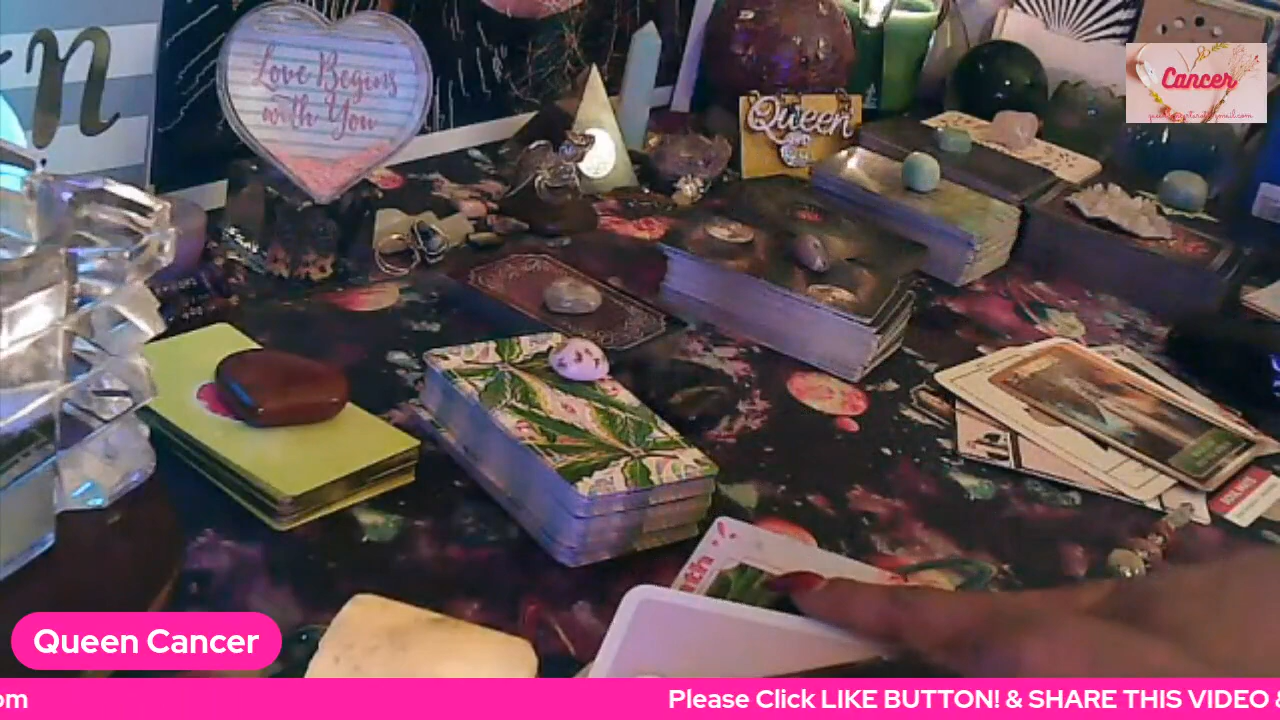 n
Love Begins
with You
Queen
Cancer
Queen Cancer
om
Please Click LIKE BUTTON! & SHARE THIS VIDEO &